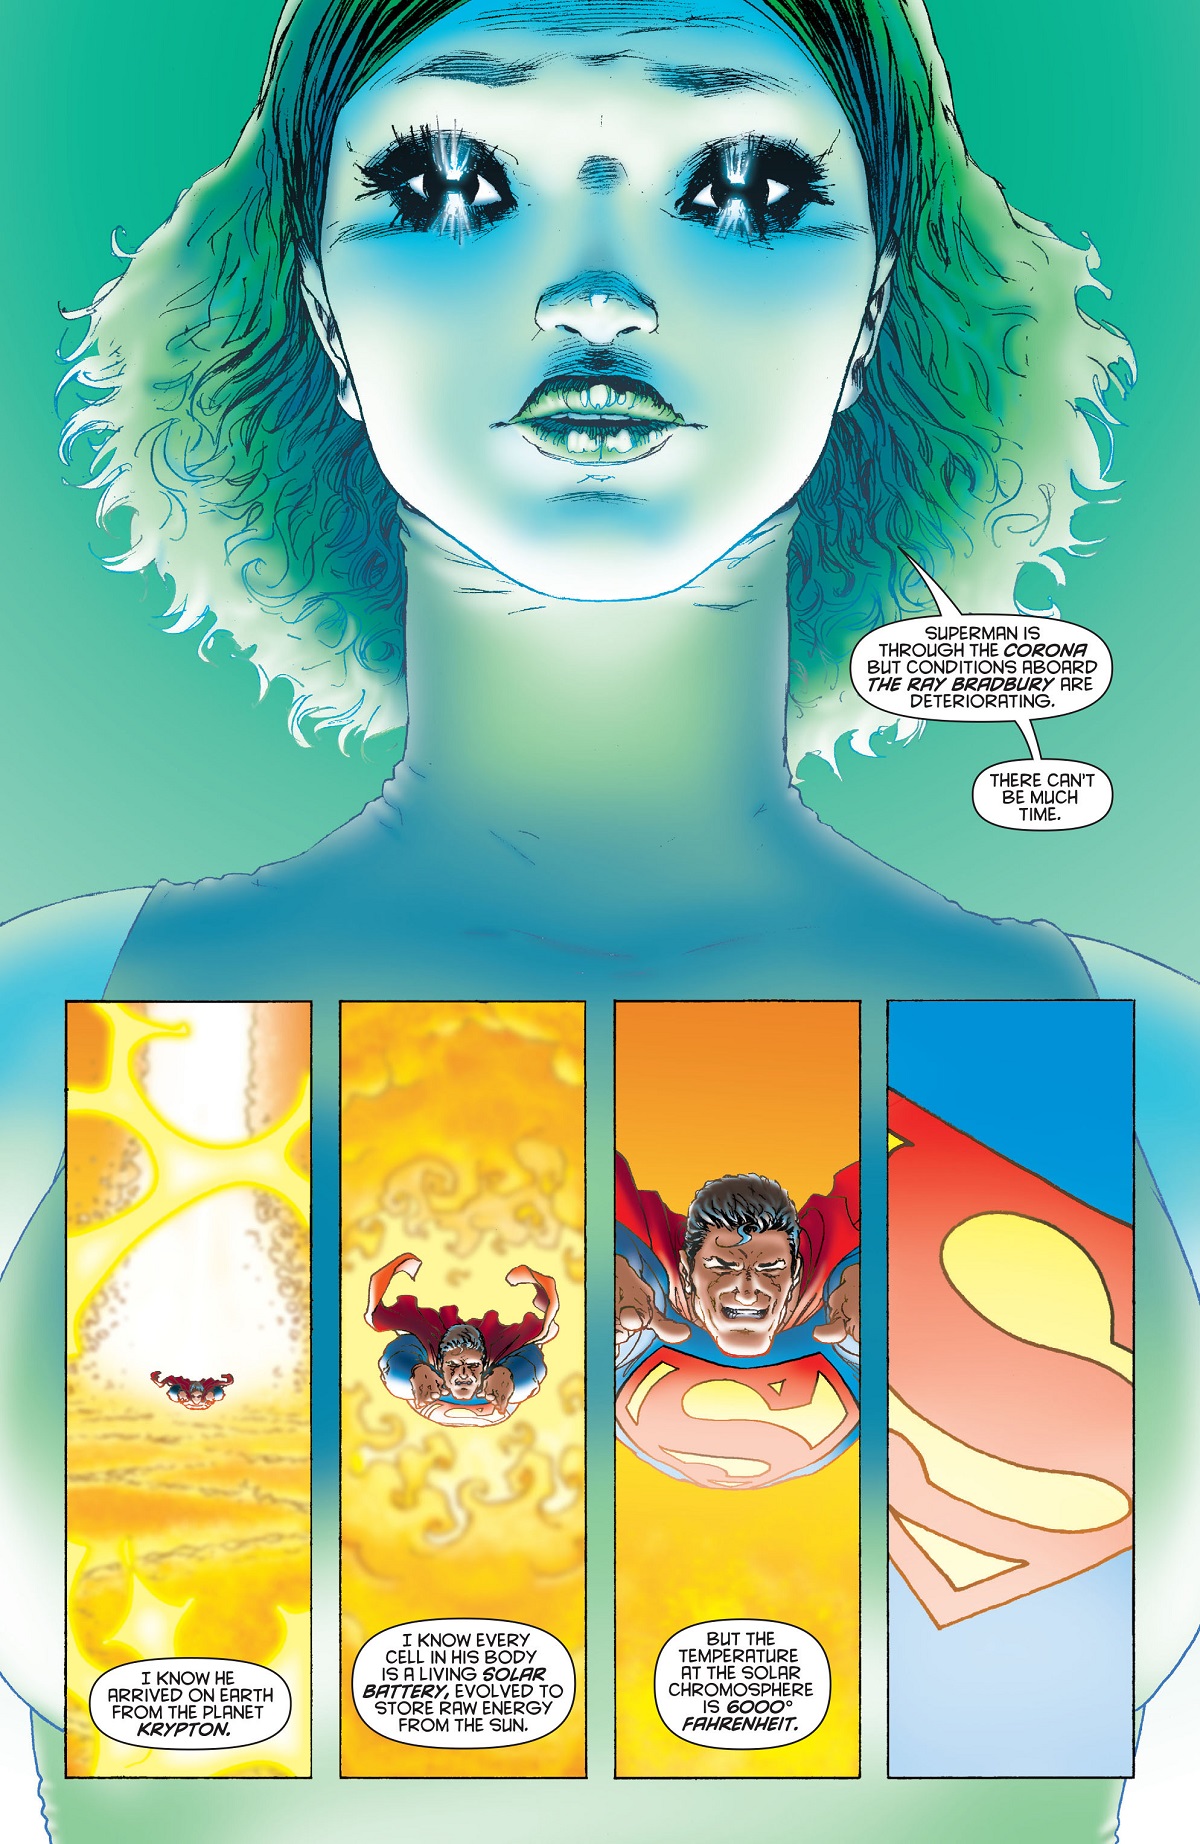 SUPERMAN IS
THROUGH THE CORONA
BUT CONDITIONS ABOARD
THE RAY BRADBURY ARE
DETERIORATING.
THERE CAN'T
BE MUCH
TIME.
I KNOW HE
ARRIVED ON EARTH
FROM THE PLANET
KRYPTON.
I KNOW EVERY
CELL IN HIS BODY
IS A LIVING SOLAR
BATTERY, EVOLVED TO
STORE RAW ENERGY
FROM THE SUN.
BUT THE
TEMPERATURE
AT THE SOLAR
CHROMOSPHERE
IS 6000°
FAHRENHEIT.